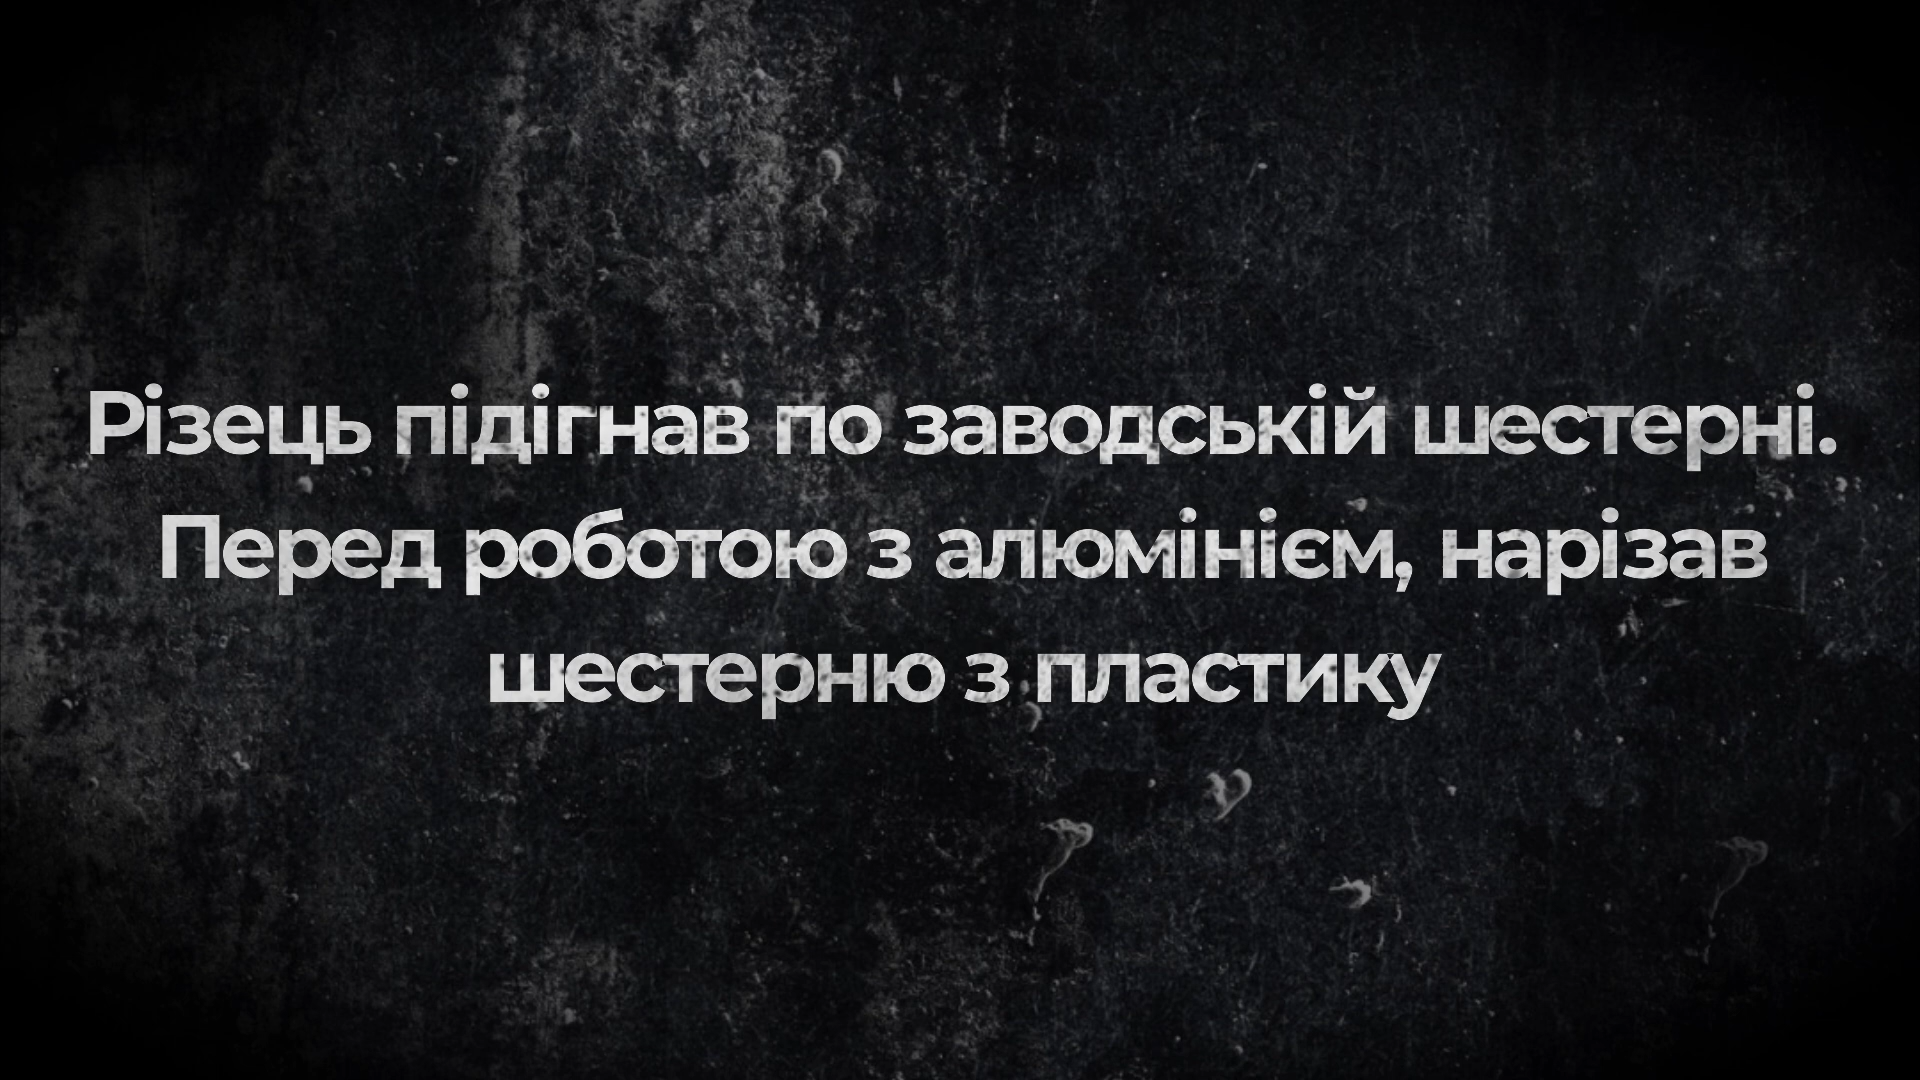 Різець підігнав по заводській шестерні.
Перед роботою з алюмінієм, нарізав
шестерню з пластику